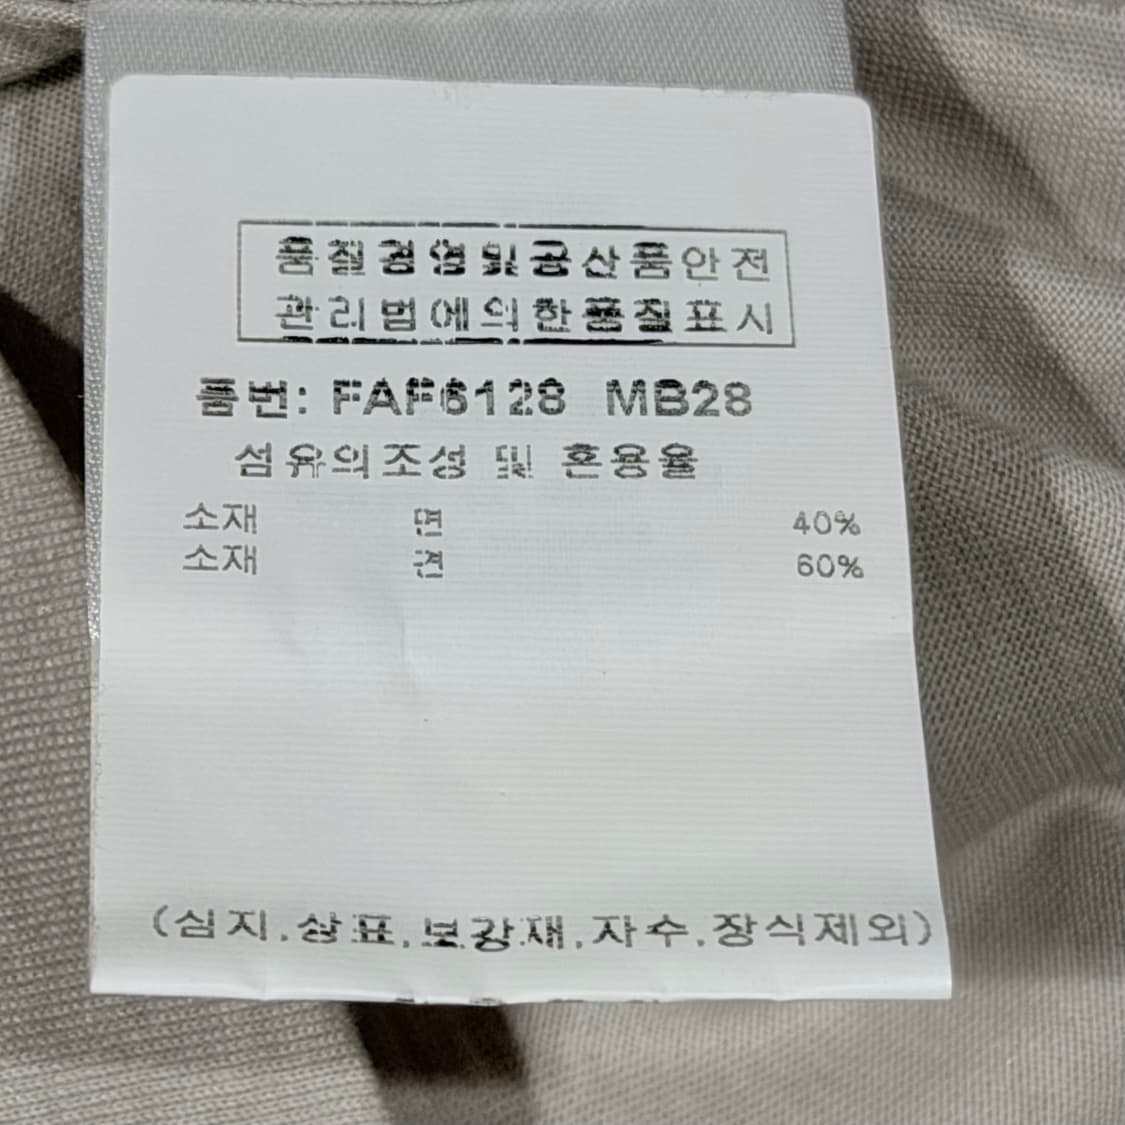 품질경영및공산품안전
관리법에의한품질표시
품번: FAF6128 MB28
섬유의조성 및 혼용율
소재 면 40%
소재 견 60%
(심지.상표.보강재.자수.장식제외)